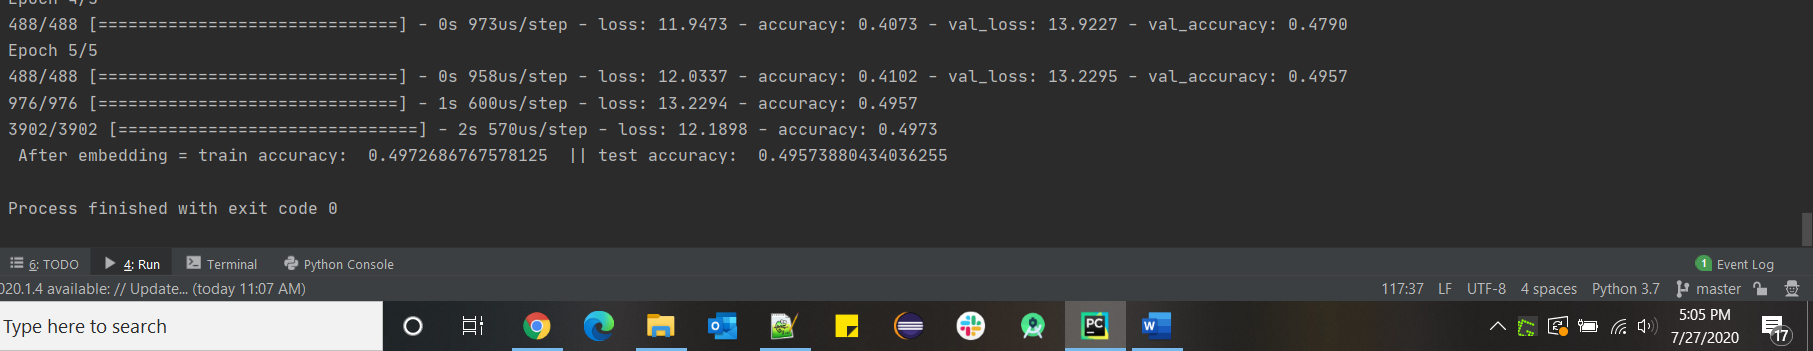 Epoch 4/5
488/488 [==============================] - 0s 973us/step - loss: 11.9473 - accuracy: 0.4073 - val_loss: 13.9227 - val_accuracy: 0.4790
Epoch 5/5
488/488 [==============================] - 0s 958us/step - loss: 12.0337 - accuracy: 0.4102 - val_loss: 13.2295 - val_accuracy: 0.4957
976/976 [==============================] - 1s 600us/step - loss: 13.2294 - accuracy: 0.4957
3902/3902 [==============================] - 2s 570us/step - loss: 12.1898 - accuracy: 0.4973
After embedding = train accuracy: 0.4972686767578125 || test accuracy: 0.49573880434036255
Process finished with exit code 0
6: TODO 4: Run Terminal Python Console 1 Event Log
020.1.4 available: // Update... (today 11:07 AM) 117:37 LF UTF-8 4 spaces Python 3.7 master
Type here to search PC W 5:05 PM
7/27/2020 17